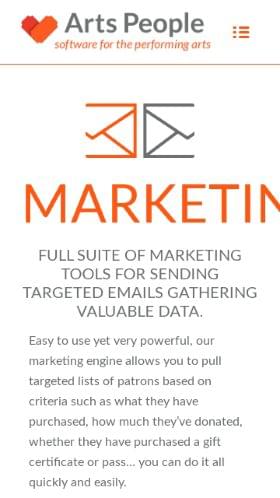 Arts People
software for the performing arts
MARKETIN
FULL SUITE OF MARKETING
TOOLS FOR SENDING
TARGETED EMAILS GATHERING
VALUABLE DATA.
Easy to use yet very powerful, our
marketing engine allows you to pull
targeted lists of patrons based on
criteria such as what they have
purchased, how much they've donated,
whether they have purchased a gift
certificate or pass... you can do it all
quickly and easily.